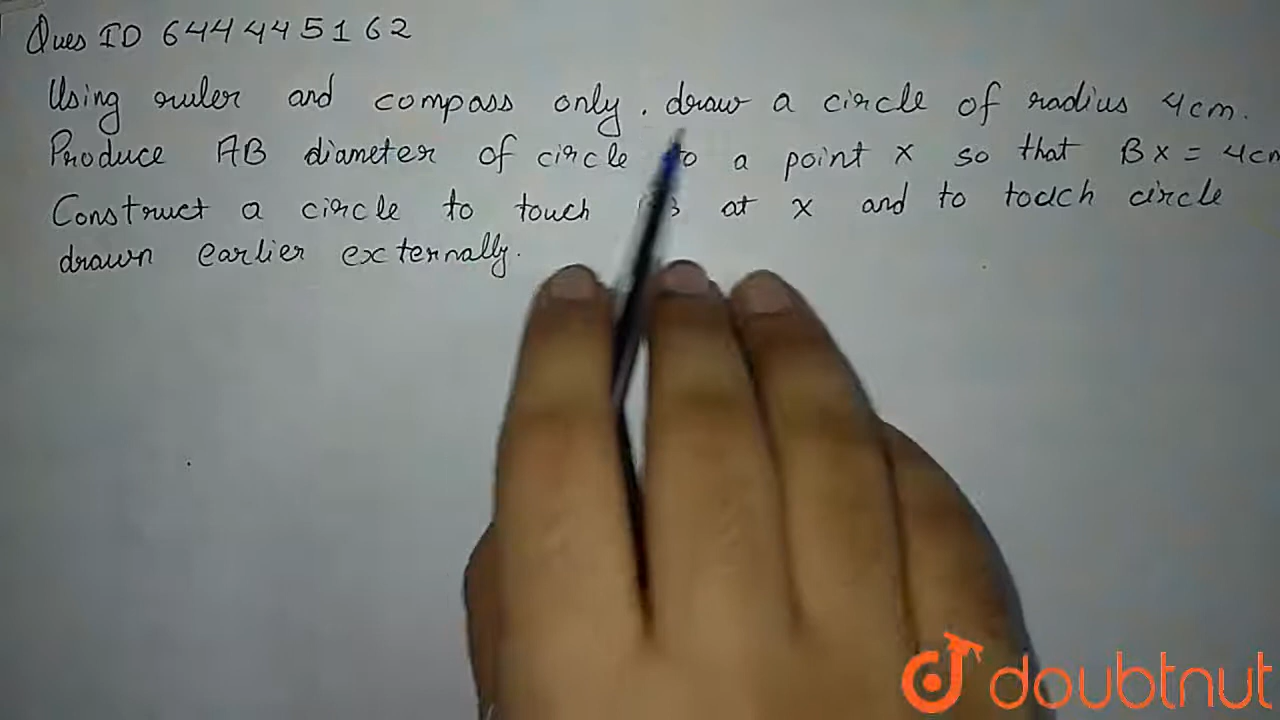 Ques ID 644445162
Using ruler and compass only. draw a circle of radius 4cm.
Produce AB diameter of circle to a point X so that BX = 4cm
Construct a circle to touch at X and to touch circle
drawn earlier externally.
doubtnut